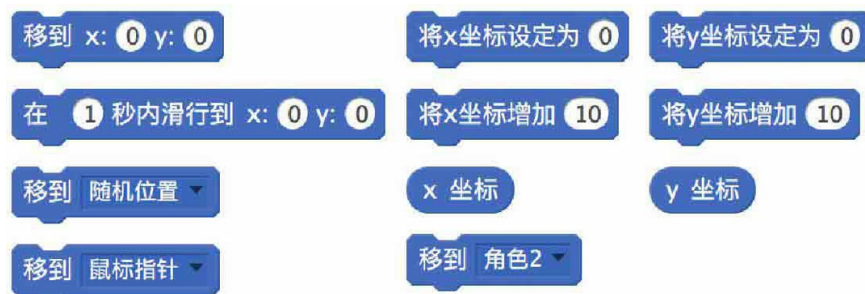 移到 x: 0 y: 0
将x坐标设定为 0
将y坐标设定为 0
在 1 秒内滑行到 x: 0 y: 0
将x坐标增加 10
将y坐标增加 10
移到 随机位置
x 坐标
y 坐标
移到 鼠标指针
移到 角色2